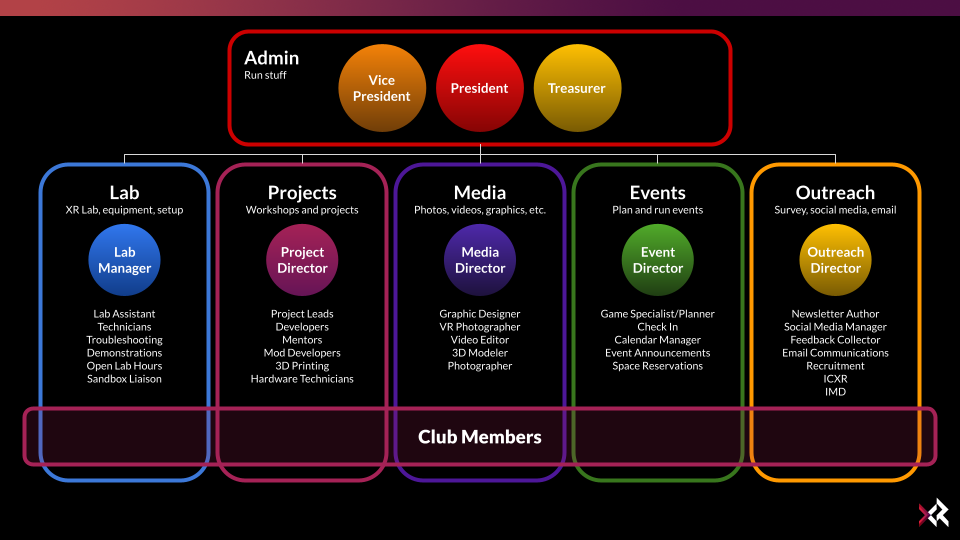 Admin
Run stuff
Vice
President
President
Treasurer
Lab
XR Lab, equipment, setup
Lab
Manager
Lab Assistant
Technicians
Troubleshooting
Demonstrations
Open Lab Hours
Sandbox Liaison
Projects
Workshops and projects
Project
Director
Project Leads
Developers
Mentors
Mod Developers
3D Printing
Hardware Technicians
Media
Photos, videos, graphics, etc.
Media
Director
Graphic Designer
VR Photographer
Video Editor
3D Modeler
Photographer
Events
Plan and run events
Event
Director
Game Specialist/Planner
Check In
Calendar Manager
Event Announcements
Space Reservations
Outreach
Survey, social media, email
Outreach
Director
Newsletter Author
Social Media Manager
Feedback Collector
Email Communications
Recruitment
ICXR
IMD
Club Members
XR